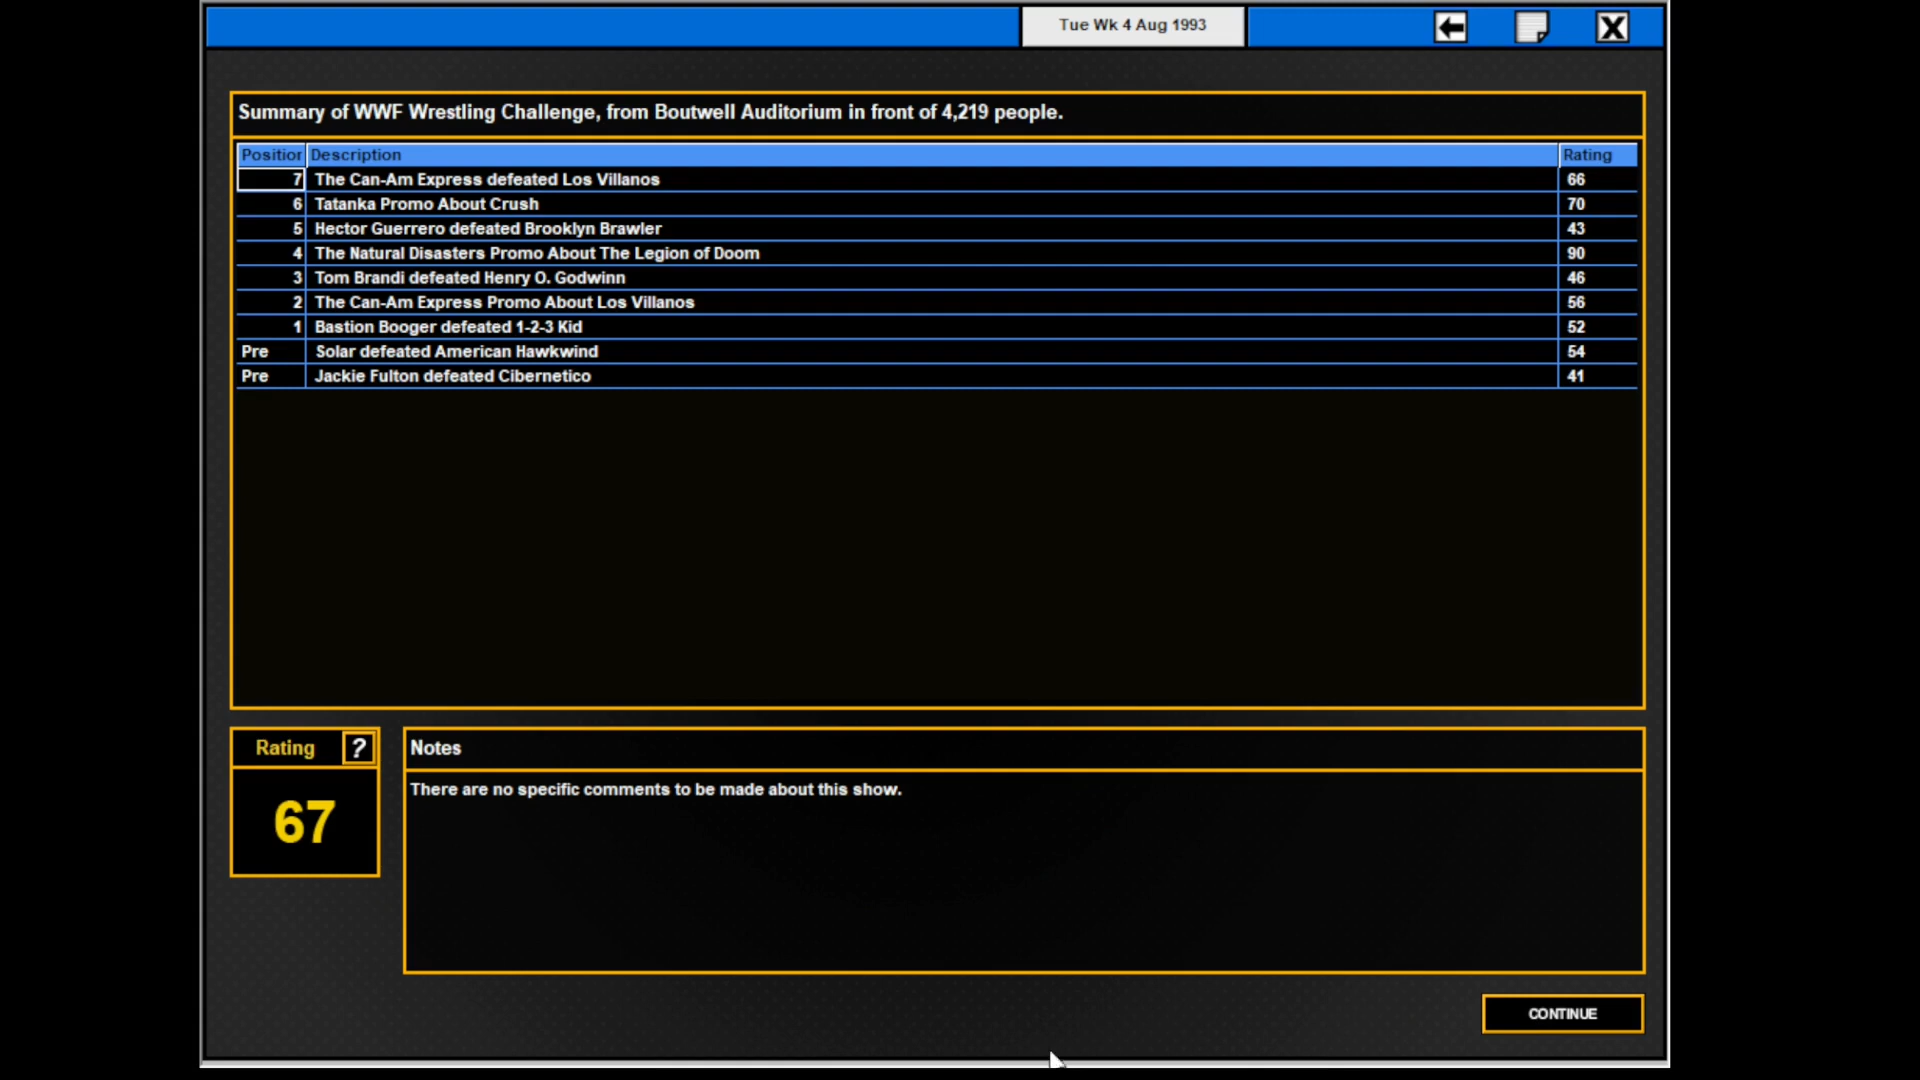 Tue Wk 4 Aug 1993
Summary of WWF Wrestling Challenge, from Boutwell Auditorium in front of 4,219 people.
Position Description Rating
7 The Can-Am Express defeated Los Villanos 66
6 Tatanka Promo About Crush 70
5 Hector Guerrero defeated Brooklyn Brawler 43
4 The Natural Disasters Promo About The Legion of Doom 90
3 Tom Brandi defeated Henry O. Godwinn 46
2 The Can-Am Express Promo About Los Villanos 56
1 Bastion Booger defeated 1-2-3 Kid 52
Pre Solar defeated American Hawkwind 54
Pre Jackie Fulton defeated Cibernetico 41
Rating ?
67
Notes
There are no specific comments to be made about this show.
CONTINUE